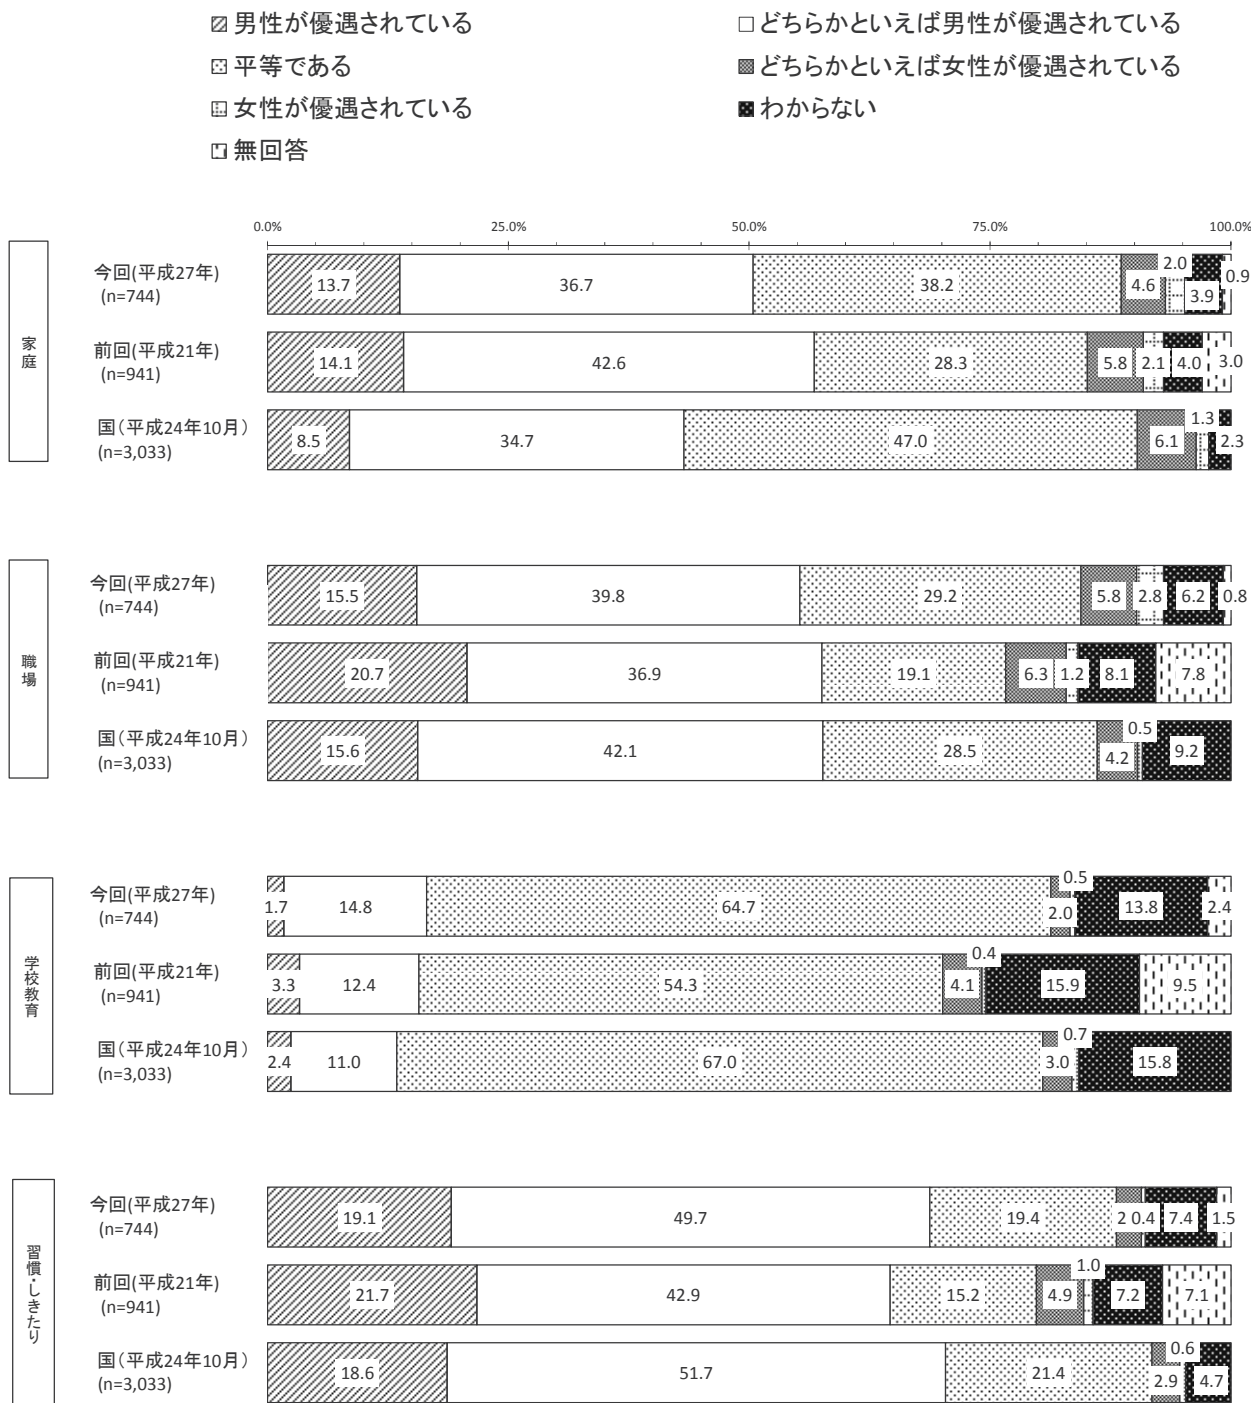 男性が優遇されている
どちらかといえば男性が優遇されている
平等である
どちらかといえば女性が優遇されている
女性が優遇されている
わからない
無回答
0.0% 25.0% 50.0% 75.0% 100.0%
家庭
今回(平成27年)
(n=744)
13.7 36.7 38.2 4.6 2.0 3.9 0.9
前回(平成21年)
(n=941)
14.1 42.6 28.3 5.8 2.1 4.0 3.0
国(平成24年10月)
(n=3,033)
8.5 34.7 47.0 6.1 1.3 2.3
職場
今回(平成27年)
(n=744)
15.5 39.8 29.2 5.8 2.8 6.2 0.8
前回(平成21年)
(n=941)
20.7 36.9 19.1 6.3 1.2 8.1 7.8
国(平成24年10月)
(n=3,033)
15.6 42.1 28.5 4.2 0.5 9.2
学校教育
今回(平成27年)
(n=744)
1.7 14.8 64.7 2.0 0.5 13.8 2.4
前回(平成21年)
(n=941)
3.3 12.4 54.3 4.1 0.4 15.9 9.5
国(平成24年10月)
(n=3,033)
2.4 11.0 67.0 3.0 0.7 15.8
習慣・しきたり
今回(平成27年)
(n=744)
19.1 49.7 19.4 2 0.4 7.4 1.5
前回(平成21年)
(n=941)
21.7 42.9 15.2 4.9 1.0 7.2 7.1
国(平成24年10月)
(n=3,033)
18.6 51.7 21.4 2.9 0.6 4.7